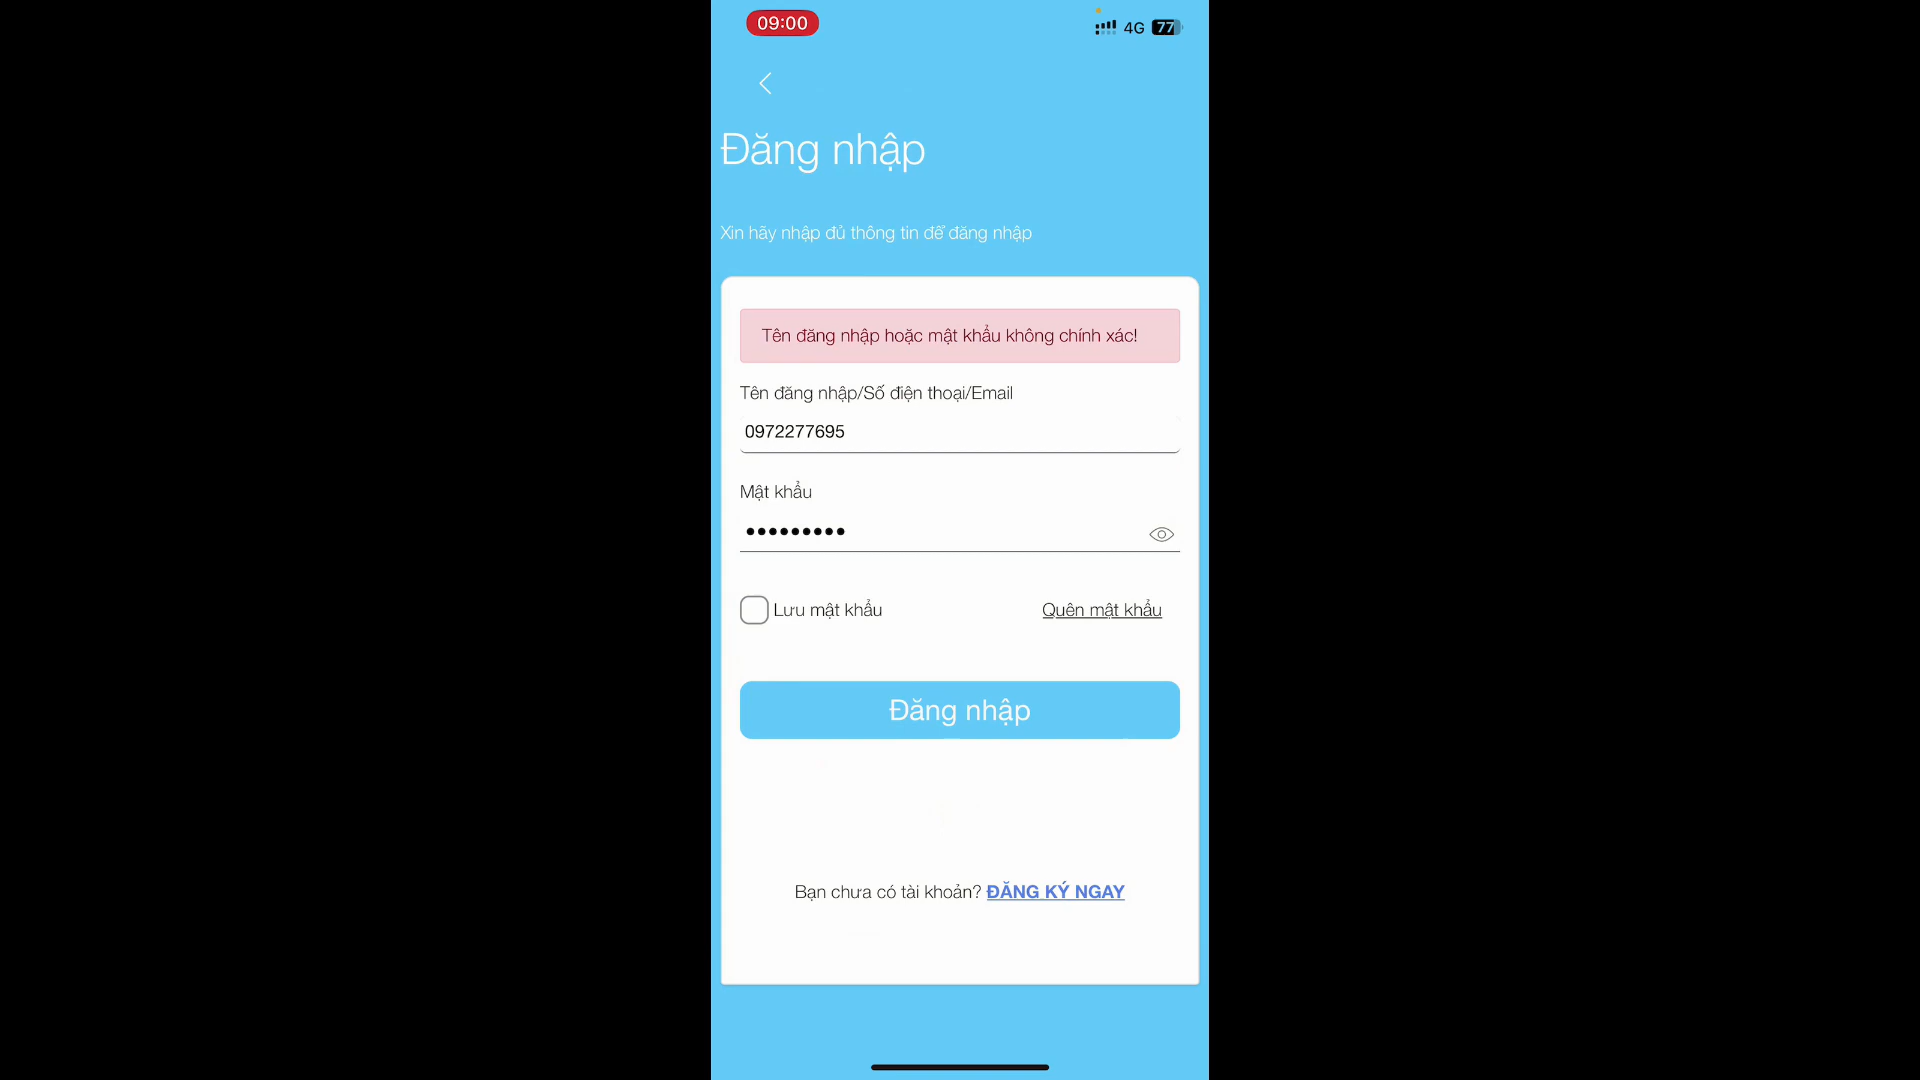 09:00
4G 77
Đăng nhập
Xin hãy nhập đủ thông tin để đăng nhập
Tên đăng nhập hoặc mật khẩu không chính xác!
Tên đăng nhập/Số điện thoại/Email
0972277695
Mật khẩu
•••••••••
Lưu mật khẩu
Quên mật khẩu
Đăng nhập
Bạn chưa có tài khoản? ĐĂNG KÝ NGAY